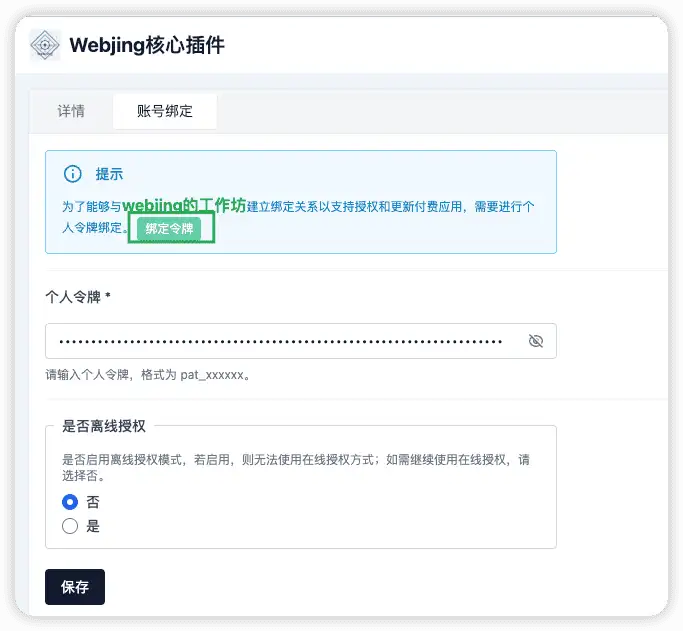 Webjing核心插件
详情
账号绑定
提示
为了能够与webjing的工作坊建立绑定关系以支持授权和更新付费应用，需要进行个
人令牌绑定。 绑定令牌
个人令牌 *
请输入个人令牌，格式为 pat_xxxxxx。
是否离线授权
是否启用离线授权模式，若启用，则无法使用在线授权方式；如需继续使用在线授权，请
选择否。
否
是
保存